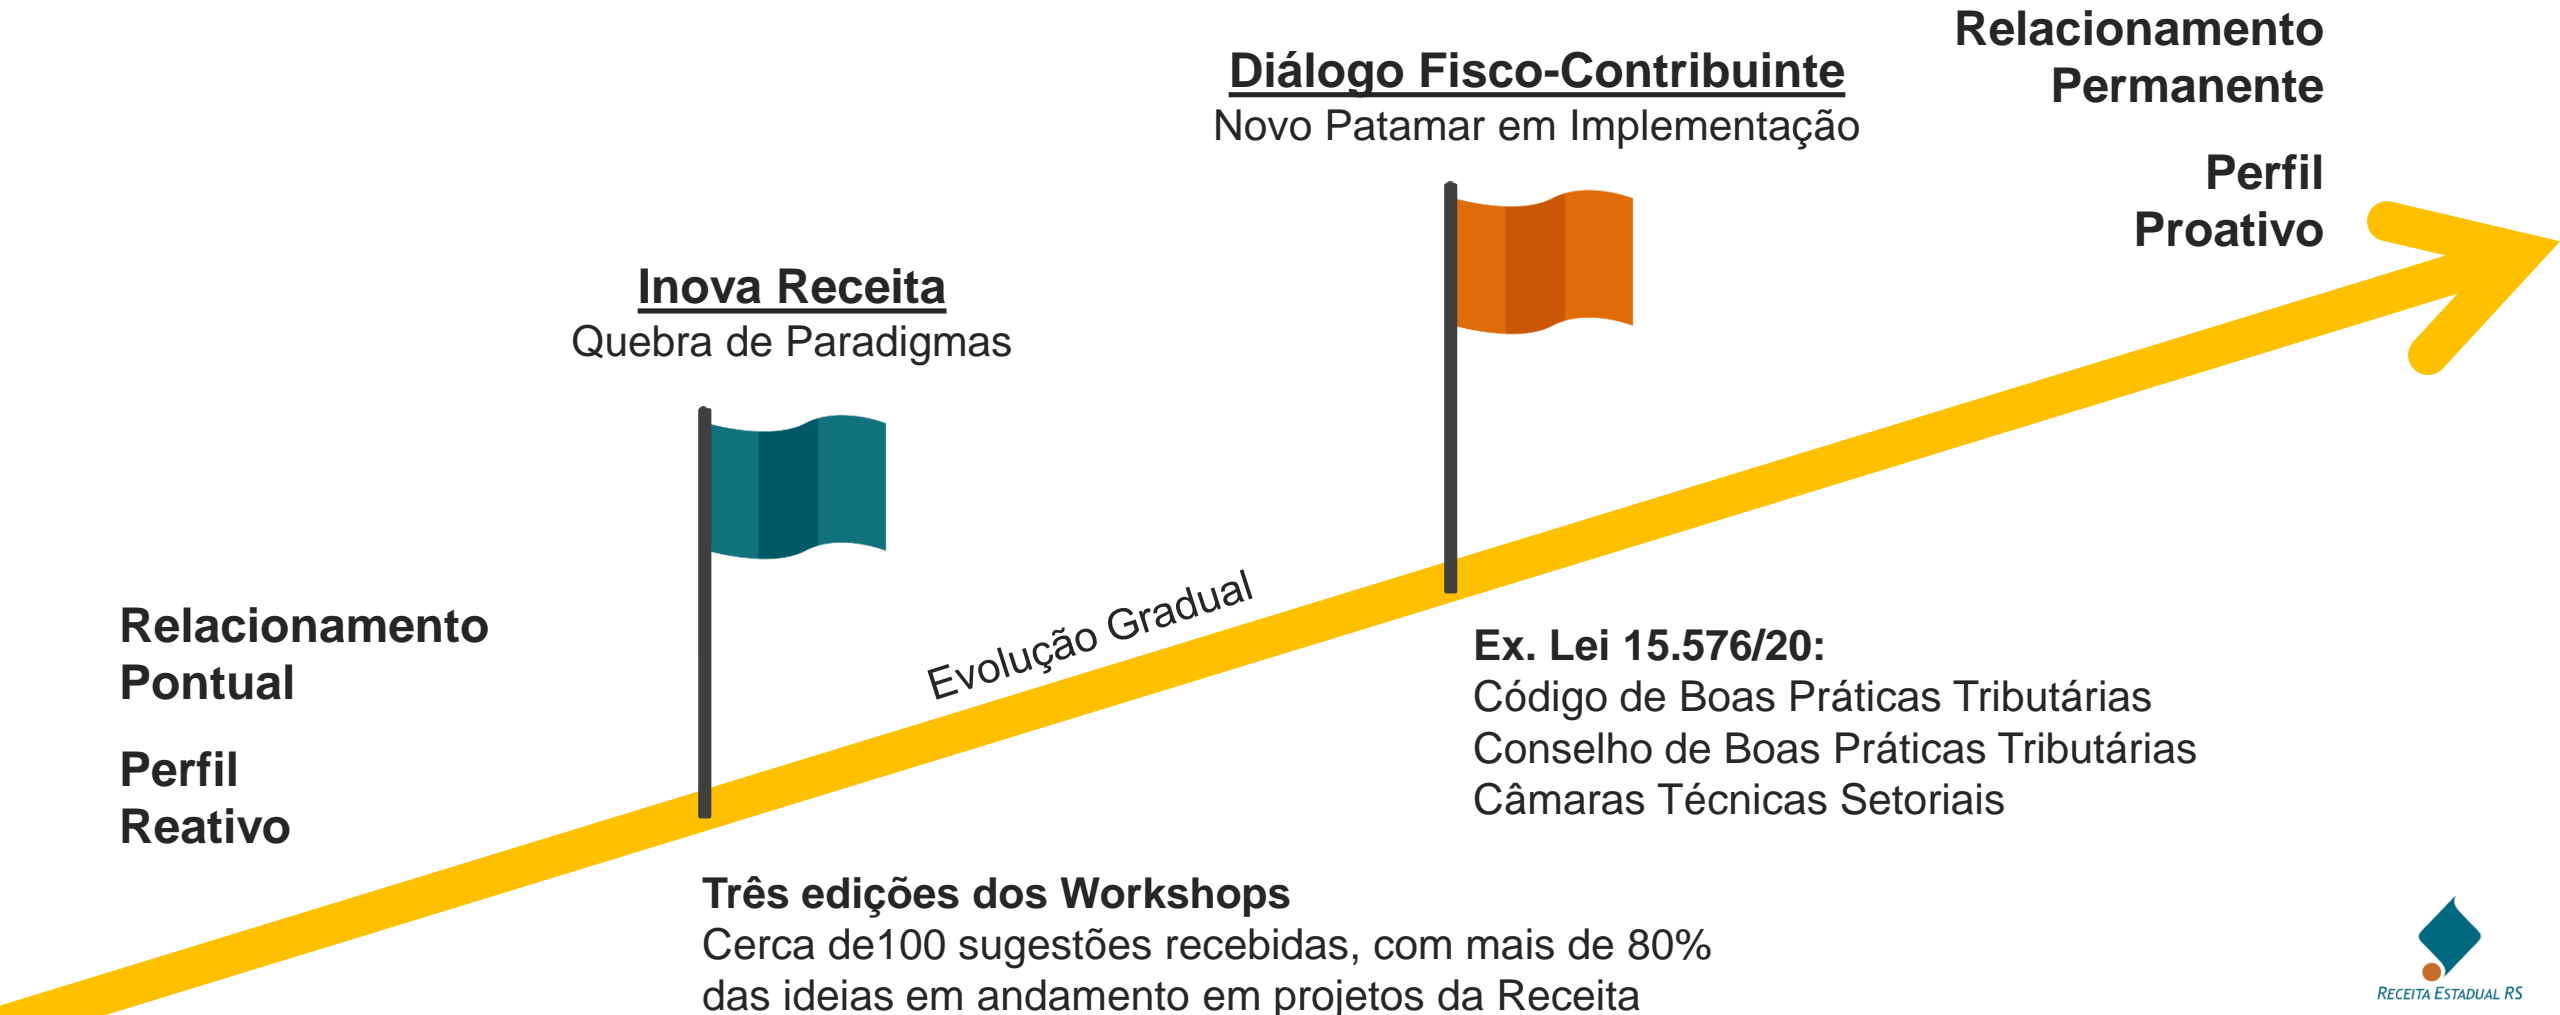 Relacionamento
Permanente
Perfil
Proativo
Diálogo Fisco-Contribuinte
Novo Patamar em Implementação
Inova Receita
Quebra de Paradigmas
Evolução Gradual
Relacionamento
Pontual
Perfil
Reativo
Ex. Lei 15.576/20:
Código de Boas Práticas Tributárias
Conselho de Boas Práticas Tributárias
Câmaras Técnicas Setoriais
Três edições dos Workshops
Cerca de100 sugestões recebidas, com mais de 80%
das ideias em andamento em projetos da Receita
RECEITA ESTADUAL RS